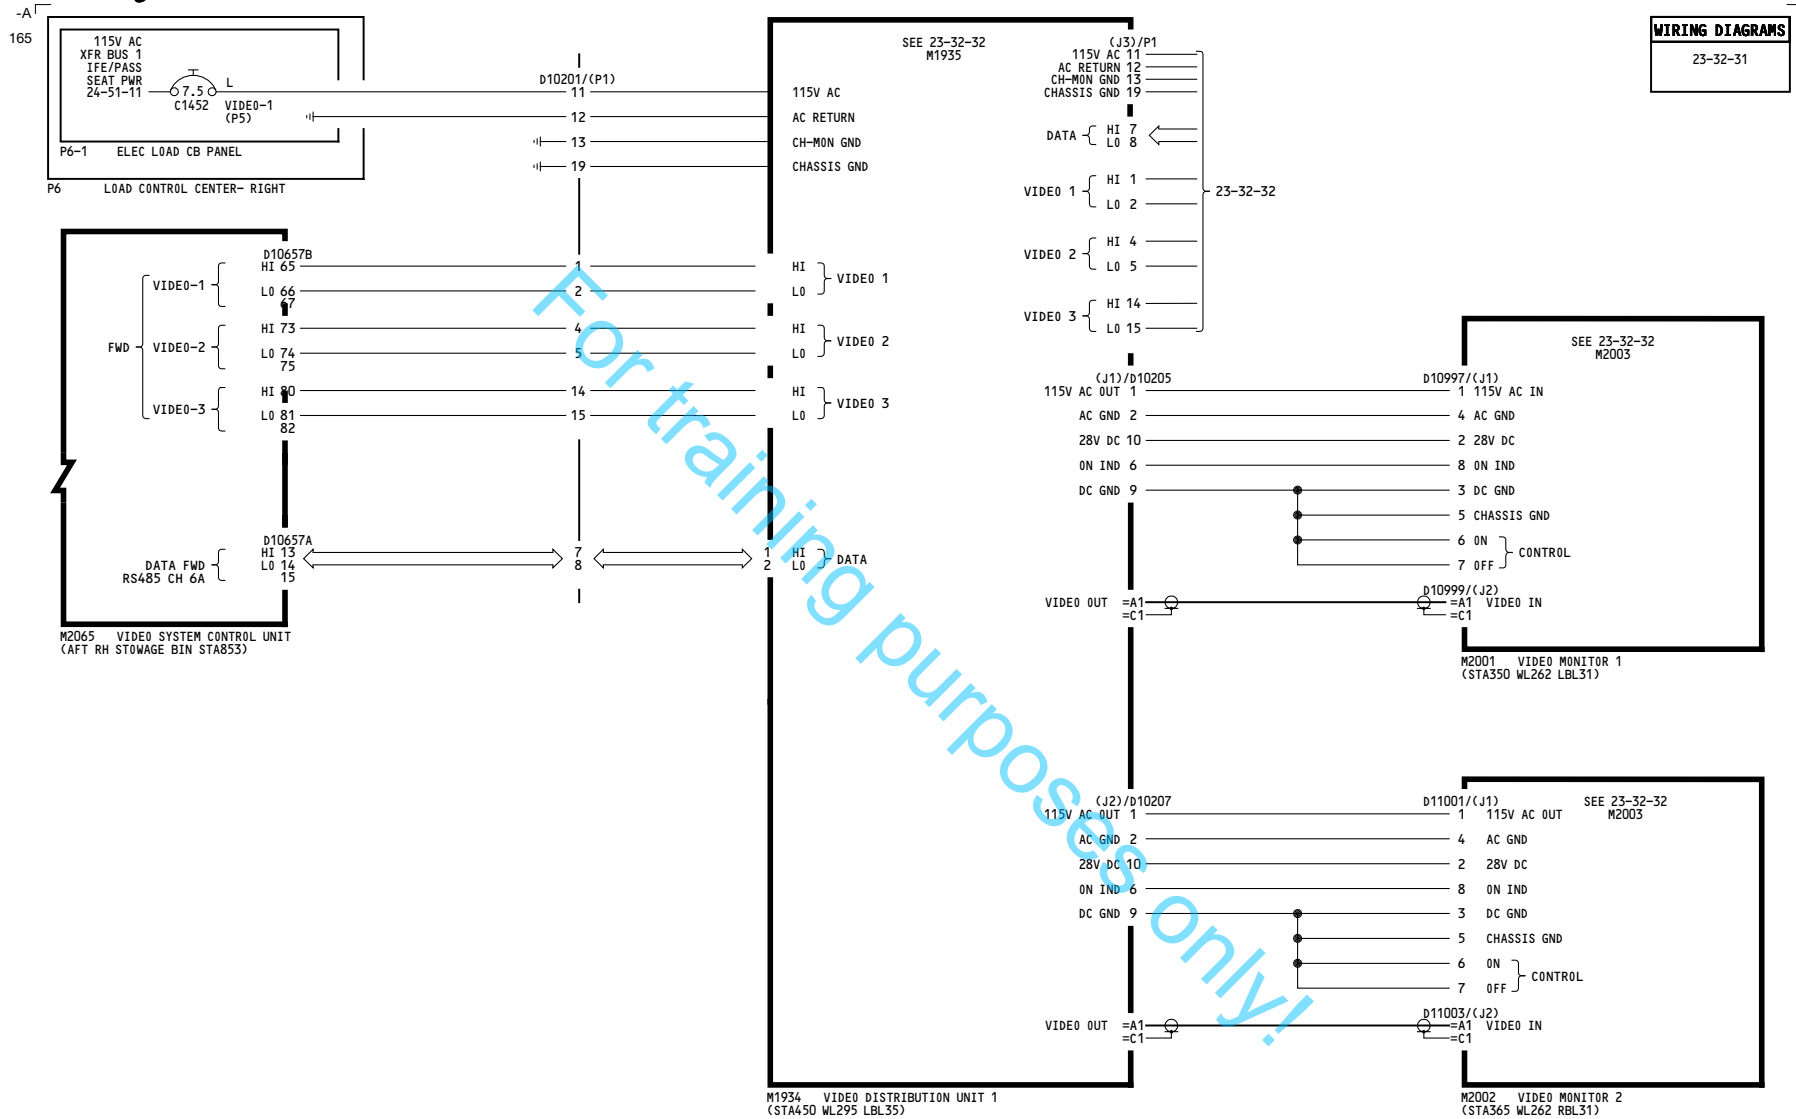 -A
165
WIRING DIAGRAMS
23-32-31
115V AC
XFR BUS 1
IFE/PASS
SEAT PWR
24-51-11
7.5
C1452
L
VIDEO-1
(P5)
P6-1 ELEC LOAD CB PANEL
P6 LOAD CONTROL CENTER- RIGHT
D10201/(P1)
11
12
13
19
115V AC
AC RETURN
CH-MON GND
CHASSIS GND
SEE 23-32-32
M1935
(J3)/P1
115V AC 11
AC RETURN 12
CH-MON GND 13
CHASSIS GND 19
DATA HI 7
LO 8
VIDEO 1 HI 1
LO 2
VIDEO 2 HI 4
LO 5
VIDEO 3 HI 14
LO 15
23-32-32
D10657B
FWD
VIDEO-1 HI 65
LO 66
67
VIDEO-2 HI 73
LO 74
75
VIDEO-3 HI 80
LO 81
82
1
2
4
5
14
15
HI
LO VIDEO 1
HI
LO VIDEO 2
HI
LO VIDEO 3
D10657A
DATA FWD HI 13
RS485 CH 6A LO 14
15
7
8
1 HI
2 LO DATA
M2065 VIDEO SYSTEM CONTROL UNIT
(AFT RH STOWAGE BIN STA853)
(J1)/D10205
115V AC OUT 1
AC GND 2
28V DC 10
ON IND 6
DC GND 9
VIDEO OUT =A1
=C1
SEE 23-32-32
M2003
D10997/(J1)
1 115V AC IN
4 AC GND
2 28V DC
8 ON IND
3 DC GND
5 CHASSIS GND
6 ON
7 OFF
CONTROL
D10999/(J2)
=A1 VIDEO IN
=C1
M2001 VIDEO MONITOR 1
(STA350 WL262 LBL31)
(J2)/D10207
115V AC OUT 1
AC GND 2
28V DC 10
ON IND 6
DC GND 9
VIDEO OUT =A1
=C1
D11001/(J1)
SEE 23-32-32
M2003
1 115V AC OUT
4 AC GND
2 28V DC
8 ON IND
3 DC GND
5 CHASSIS GND
6 ON
7 OFF
CONTROL
D11003/(J2)
=A1 VIDEO IN
=C1
M1934 VIDEO DISTRIBUTION UNIT 1
(STA450 WL295 LBL35)
M2002 VIDEO MONITOR 2
(STA365 WL262 RBL31)
For training purposes only!